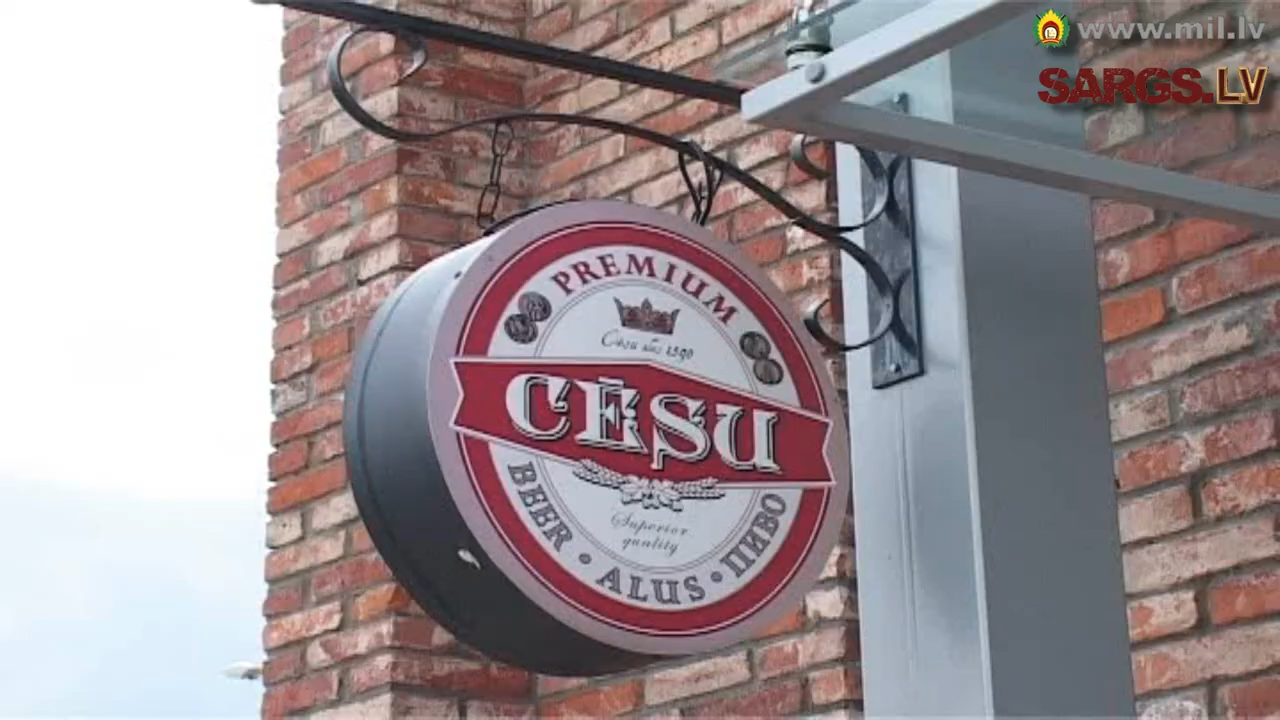 www.mil.lv
SARGS.LV
PREMIUM
Cēsu alus 1590
CĒSU
Superior
quality
BEER • ALUS • ПИВО